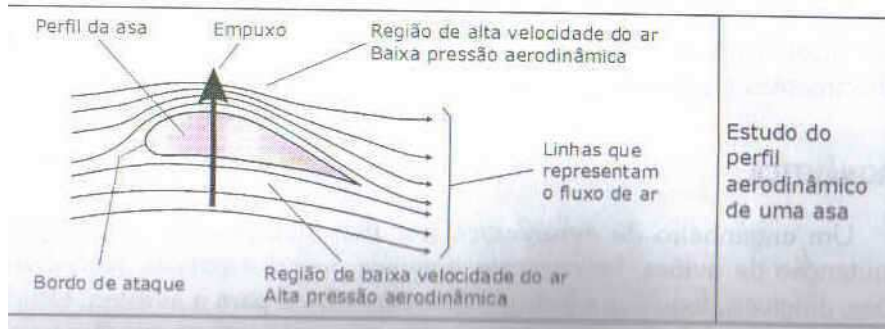 Perfil da asa
Empuxo
Região de alta velocidade do ar
Baixa pressão aerodinâmica
Linhas que
representam
o fluxo de ar
Estudo do
perfil
aerodinâmico
de uma asa
Bordo de ataque
Região de baixa velocidade do ar
Alta pressão aerodinâmica